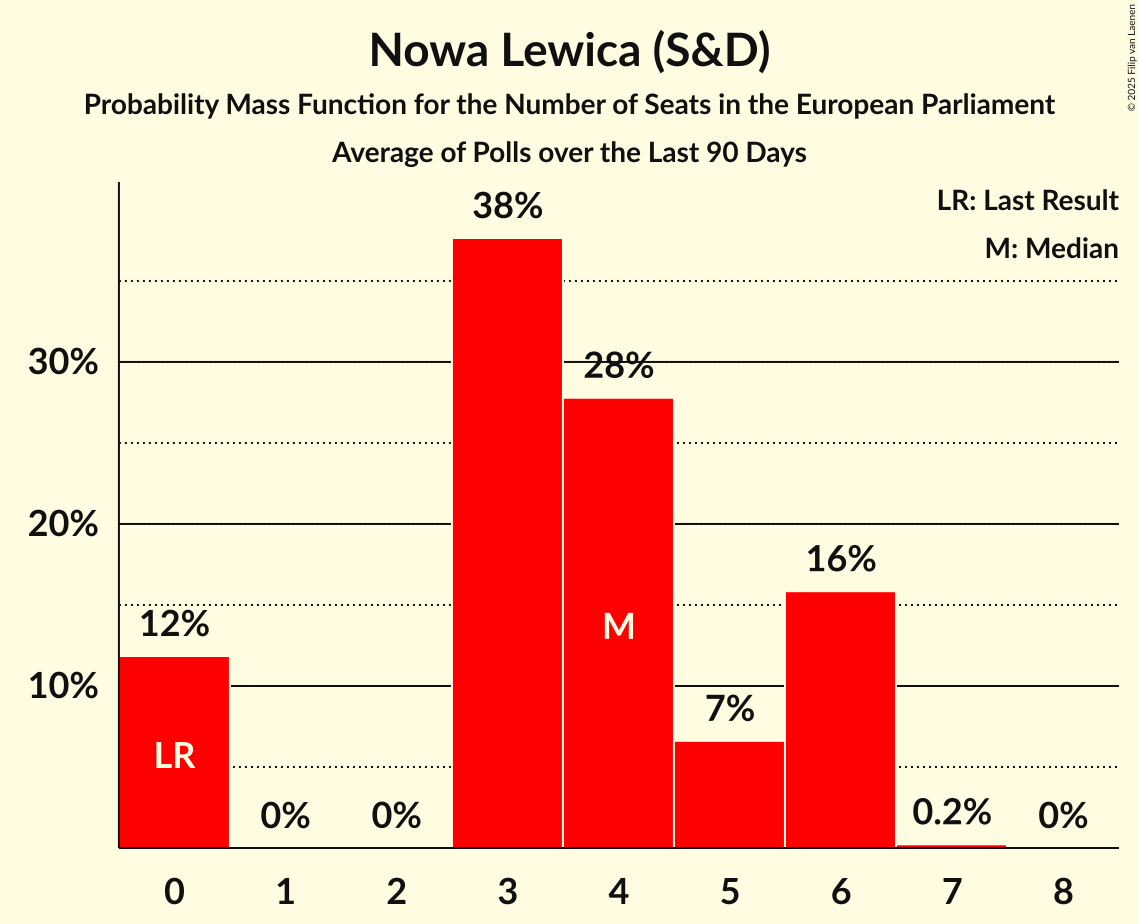 Nowa Lewica (S&D)
Probability Mass Function for the Number of Seats in the European Parliament
Average of Polls over the Last 90 Days
© 2025 Filip van Laenen
LR: Last Result
M: Median
38%
30%
28%
20%
16%
12%
10%
7%
M
LR
0%
0%
0.2%
0%
0
1
2
3
4
5
6
7
8